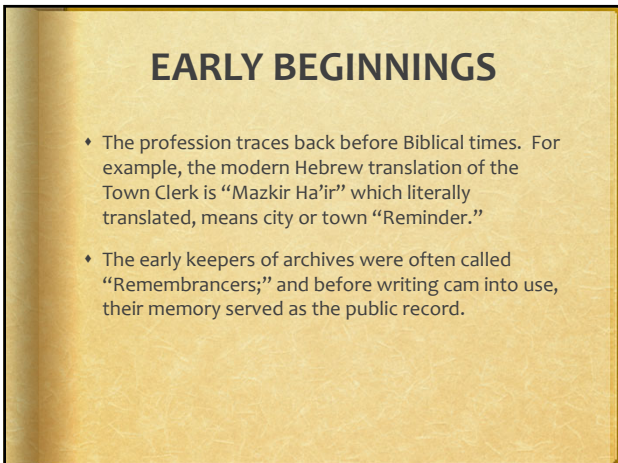 EARLY BEGINNINGS
♦ The profession traces back before Biblical times. For
example, the modern Hebrew translation of the
Town Clerk is “Mazkir Ha’ir” which literally
translated, means city or town “Reminder.”
♦ The early keepers of archives were often called
“Remembrancers;” and before writing cam into use,
their memory served as the public record.